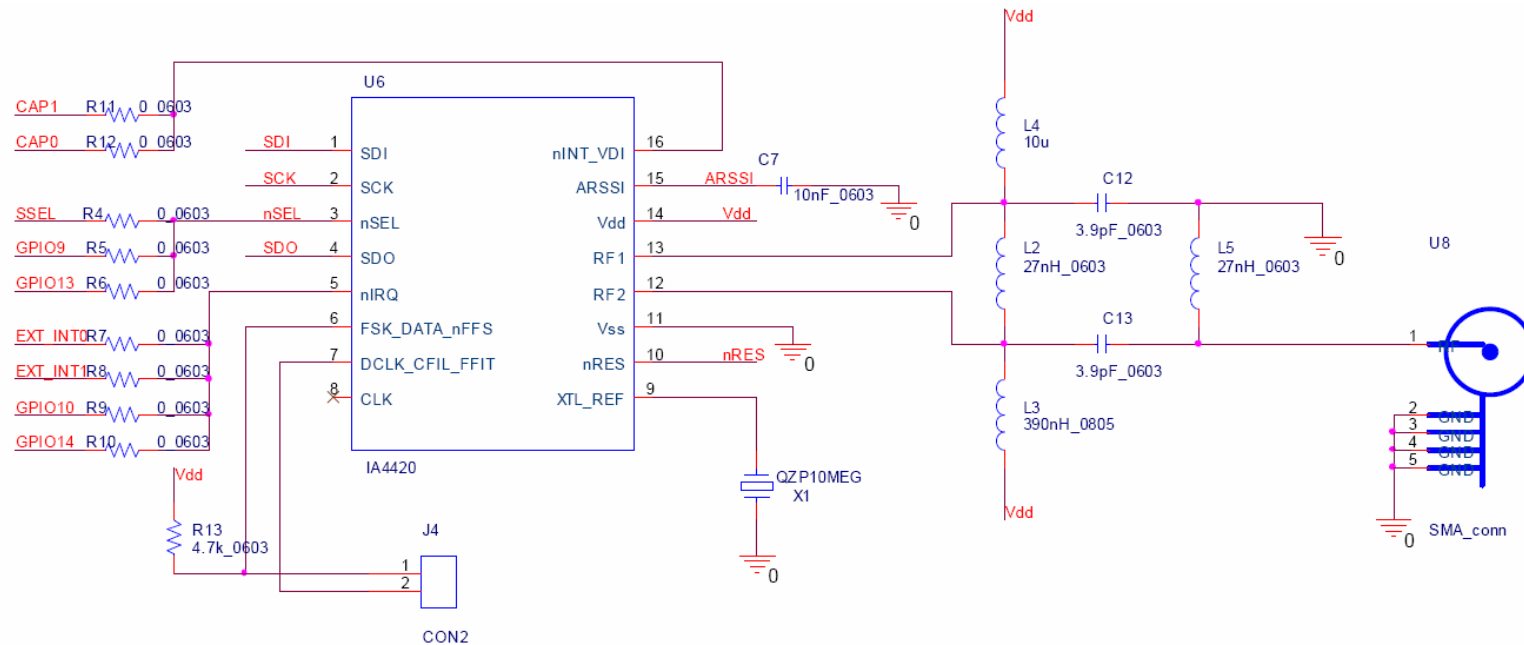 Vdd
U6
CAP1 R11 0_0603
CAP0 R12 0_0603
SDI 1 SDI
nINT_VDI 16
C7
L4
10u
SCK 2 SCK
ARSSI 15 ARSSI
10nF_0603
0
C12
3.9pF_0603
SSEL R4 0_0603
nSEL 3 nSEL
Vdd 14 Vdd
0
GPIO9 R5 0_0603
SDO 4 SDO
RF1 13
L2
27nH_0603
L5
27nH_0603
U8
GPIO13 R6 0_0603
5 nIRQ
RF2 12
EXT_INT0 R7 0_0603
6 FSK_DATA_nFFS
Vss 11
0
C13
3.9pF_0603
1
EXT_INT1 R8 0_0603
7 DCLK_CFIL_FFIT
nRES 10 nRES
GPIO10 R9 0_0603
8 CLK
XTL_REF 9
L3
390nH_0805
2 GND
3 GND
4 GND
5 GND
GPIO14 R10 0_0603
IA4420
Vdd
QZP10MEG
X1
Vdd
0
SMA_conn
R13
4.7k_0603
J4
1
2
0
CON2